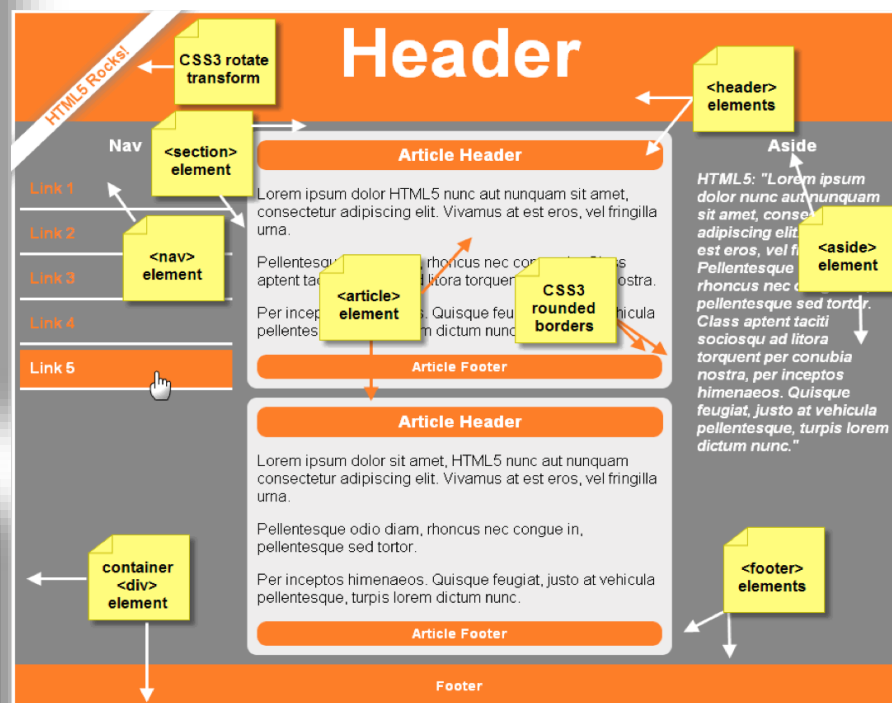 HTML5 Rocks!
CSS3 rotate
transform
Header
<header>
elements
Nav
<section>
element
Link 1
Link 2
<nav>
element
Link 3
Link 4
Link 5
Article Header
Lorem ipsum dolor HTML5 nunc aut nunquam sit amet,
consectetur adipiscing elit. Vivamus at est eros, vel fringilla
urna.
rhoncus nec
aptent litora torquen
Per . Quisque
dictum nunc
<article>
element
CSS3
rounded
borders
Article Footer
Article Header
Lorem ipsum dolor sit amet, HTML5 nunc aut nunquam
consectetur adipiscing elit. Vivamus at est eros, vel fringilla
urna.
Pellentesque odio diam, rhoncus nec congue in,
pellentesque sed tortor.
Per inceptos himenaeos. Quisque feugiat, justo at vehicula
pellentesque, turpis lorem dictum nunc.
Article Footer
Aside
HTML5: "Lorem ipsum
dolor nunc aut nunquam
sit amet,
adipiscing elit.
est eros, vel
Pellentesque
rhoncus nec
pellentesque sed tortor.
Class aptent taciti
sociosqu ad litora
torquent per conubia
nostra, per inceptos
himenaeos. Quisque
feugiat, justo at vehicula
pellentesque, turpis lorem
dictum nunc."
<aside>
element
container
<div>
element
<footer>
elements
Footer